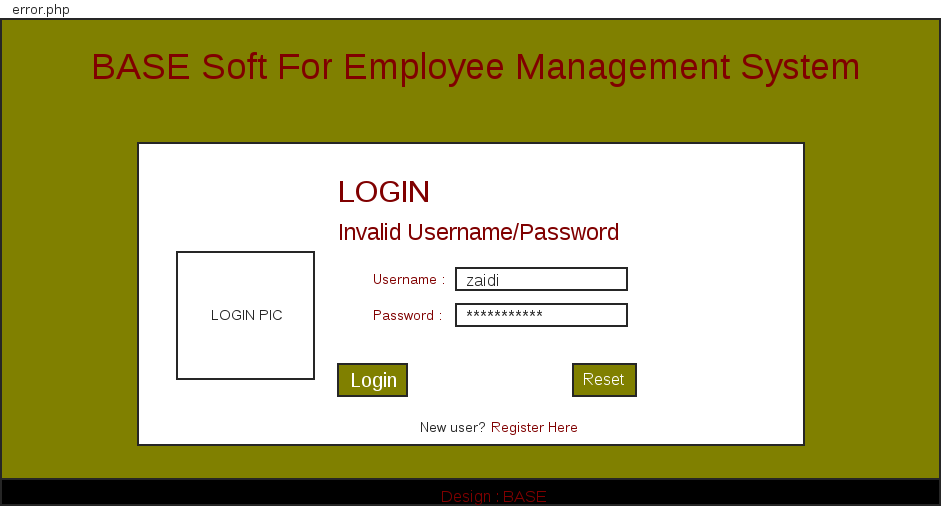 error.php
BASE Soft For Employee Management System
LOGIN
Invalid Username/Password
Username : zaidi
LOGIN PIC
Password : ***********
Login Reset
New user? Register Here
Design : BASE